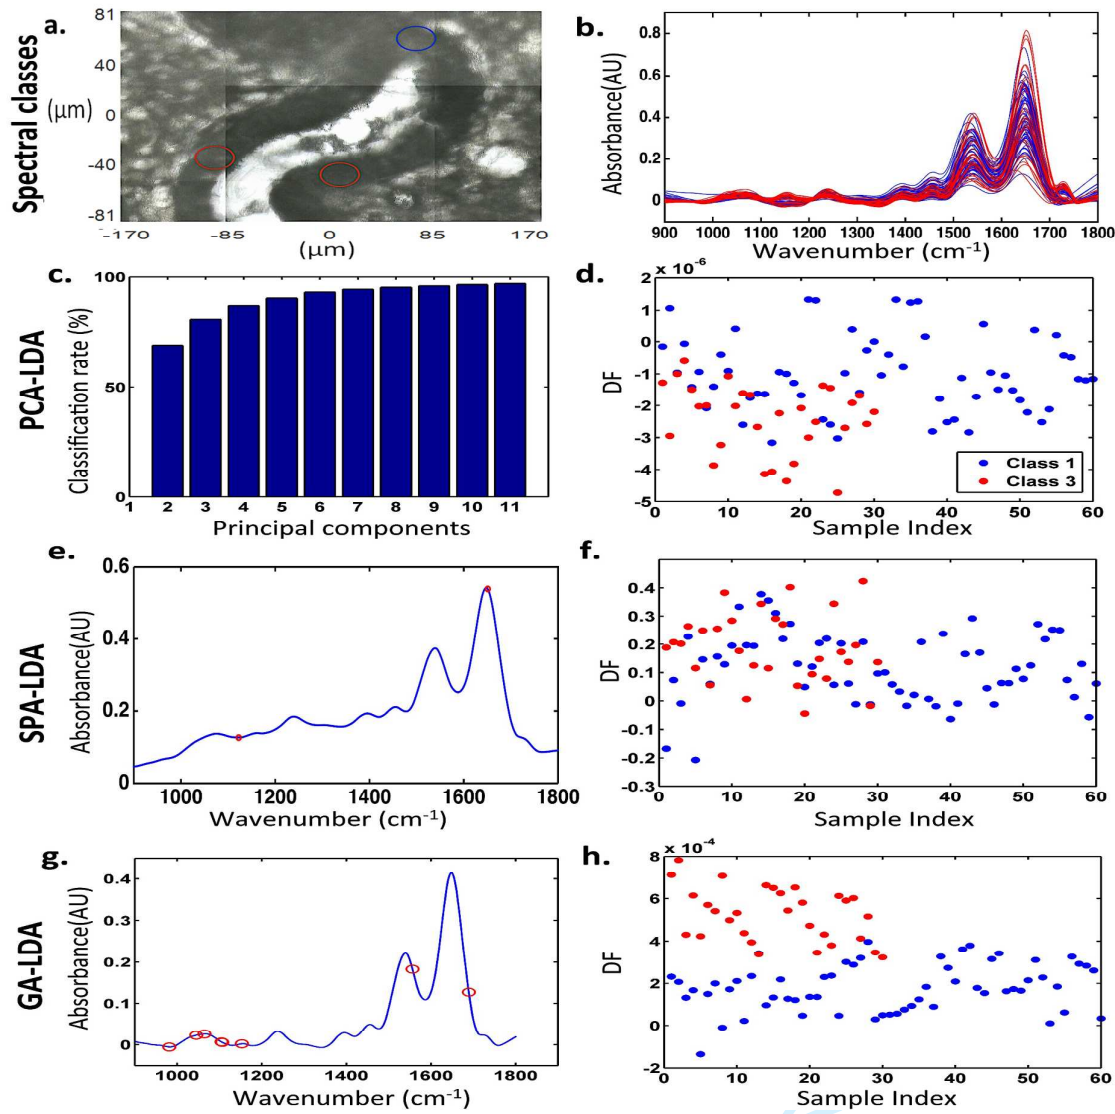 Spectral classes
a.
(μm)
81
40
0
-40
-81
-170
-85
0
85
170
(μm)
b.
Absorbance(AU)
0.8
0.6
0.4
0.2
0
900 1000 1100 1200 1300 1400 1500 1600 1700 1800
Wavenumber (cm-1)
PCA-LDA
c.
Classification rate (%)
100
50
0
1 2 3 4 5 6 7 8 9 10 11
Principal components
d.
x 10-6
DF
2
1
0
-1
-2
-3
-4
-5
0 10 20 30 40 50 60
Sample Index
Class 1
Class 3
SPA-LDA
e.
Absorbance(AU)
0.6
0.4
0.2
0
1000 1200 1400 1600 1800
Wavenumber (cm-1)
f.
DF
0.5
0.4
0.3
0.2
0.1
0
-0.1
-0.2
-0.3
0 10 20 30 40 50 60
Sample Index
GA-LDA
g.
Absorbance(AU)
0.4
0.3
0.2
0.1
0
1000 1200 1400 1600 1800
Wavenumber (cm-1)
h.
x 10-4
DF
8
6
4
2
0
-2
0 10 20 30 40 50 60
Sample Index